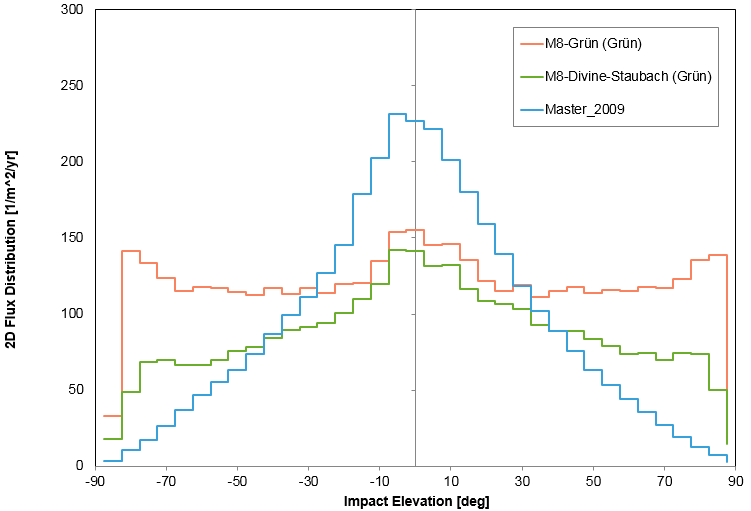 300
250
200
150
100
50
0
2D Flux Distribution [1/m^2/yr]
M8-Grün (Grün)
M8-Divine-Staubach (Grün)
Master_2009
-90 -70 -50 -30 -10 10 30 50 70 90
Impact Elevation [deg]